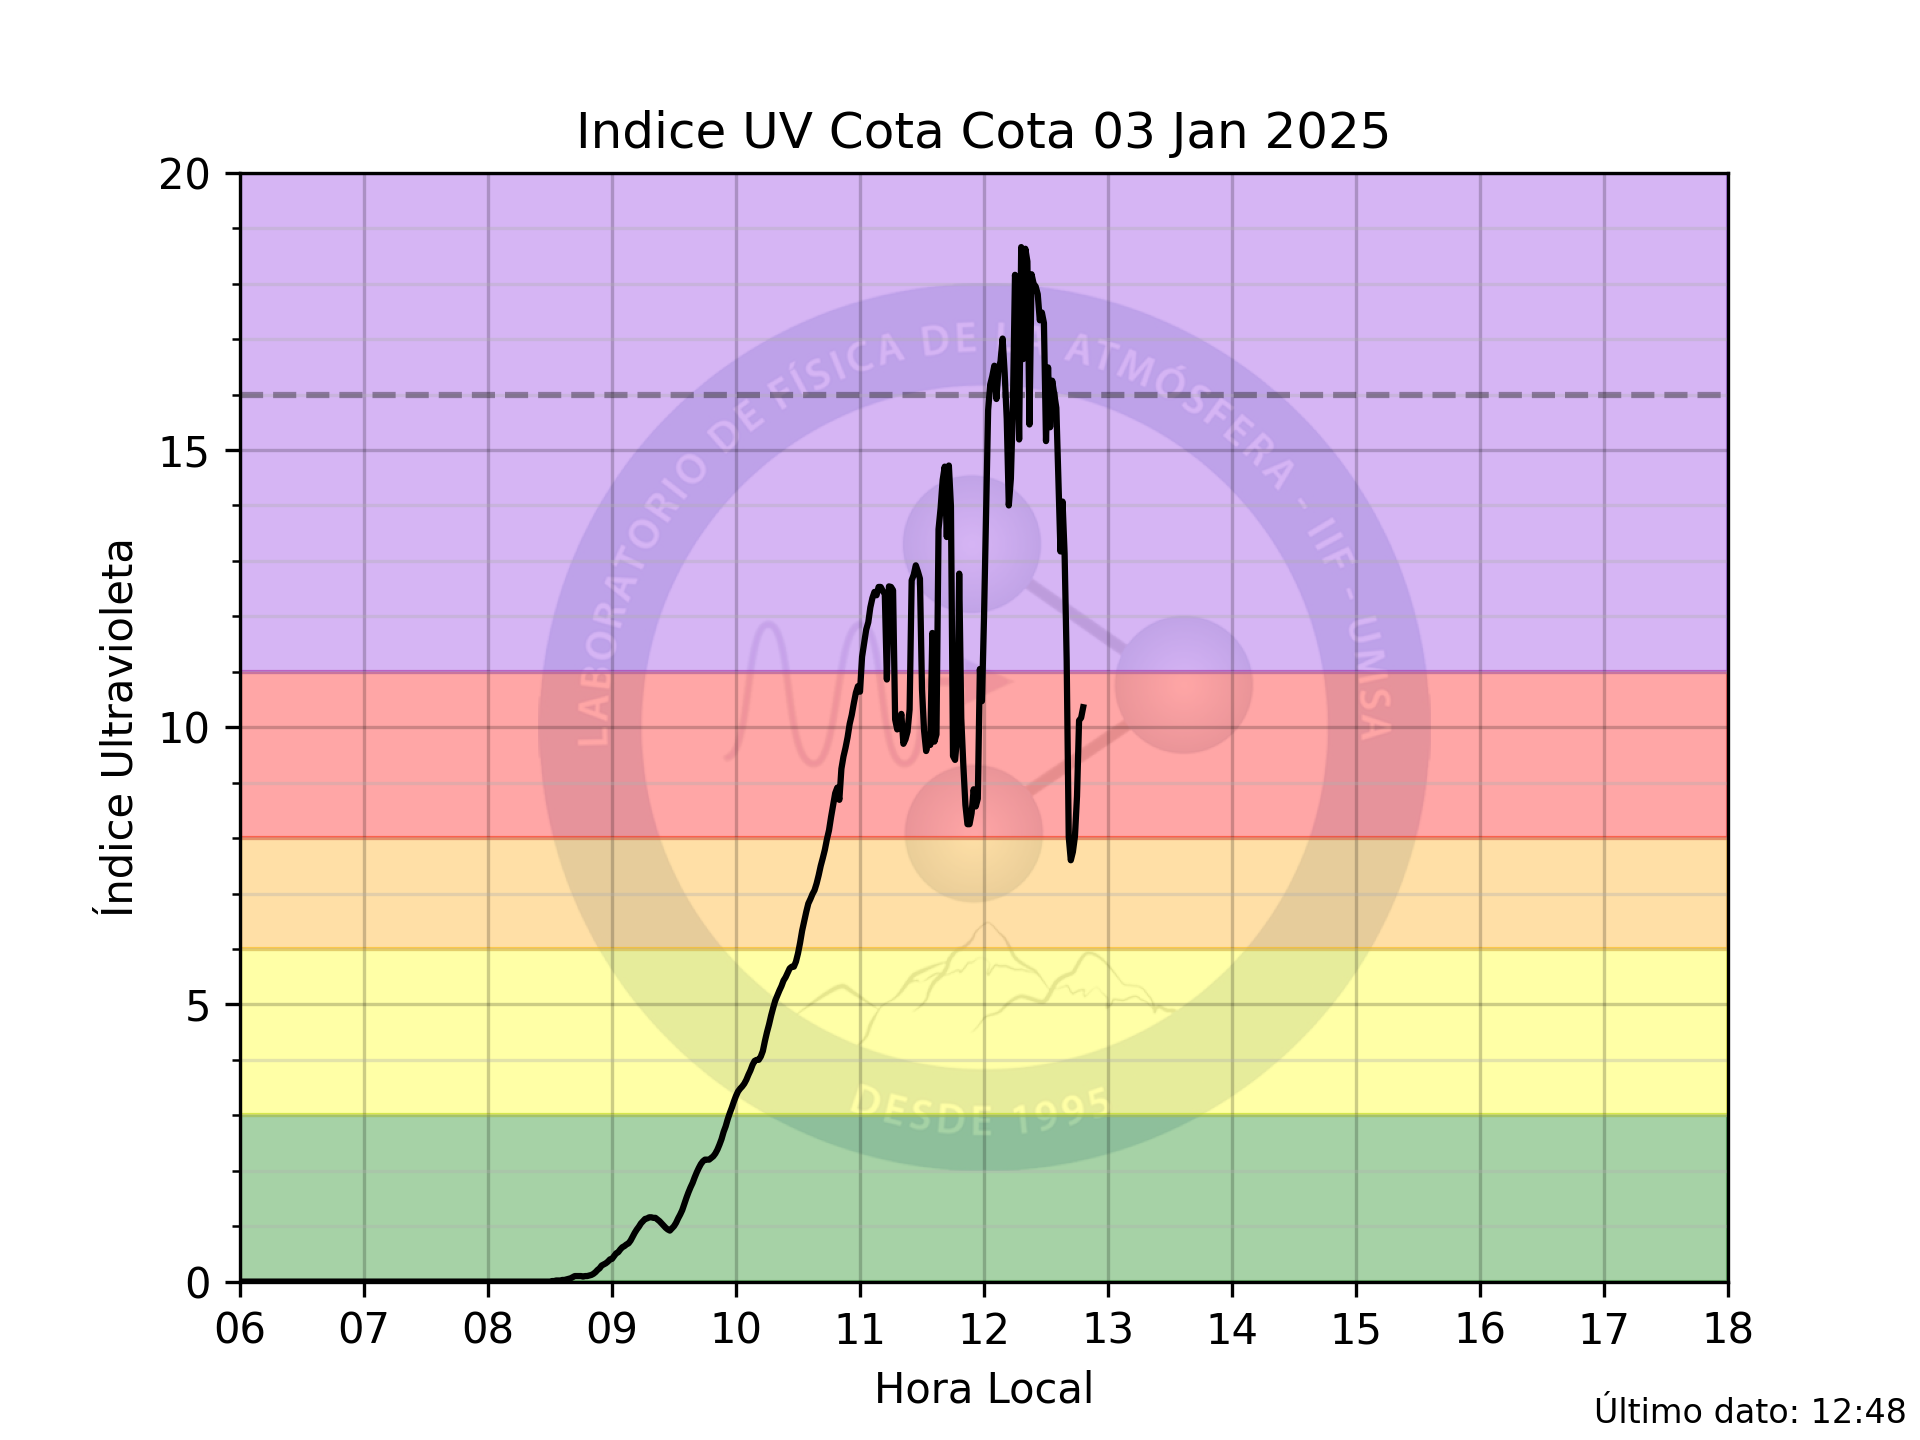 Indice UV Cota Cota 03 Jan 2025
20
15
10
5
0
Índice Ultravioleta
LABORATORIO DE FÍSICA DE LA ATMÓSFERA - IIF - UMSA
DESDE 1995
06 07 08 09 10 11 12 13 14 15 16 17 18
Hora Local
Último dato: 12:48